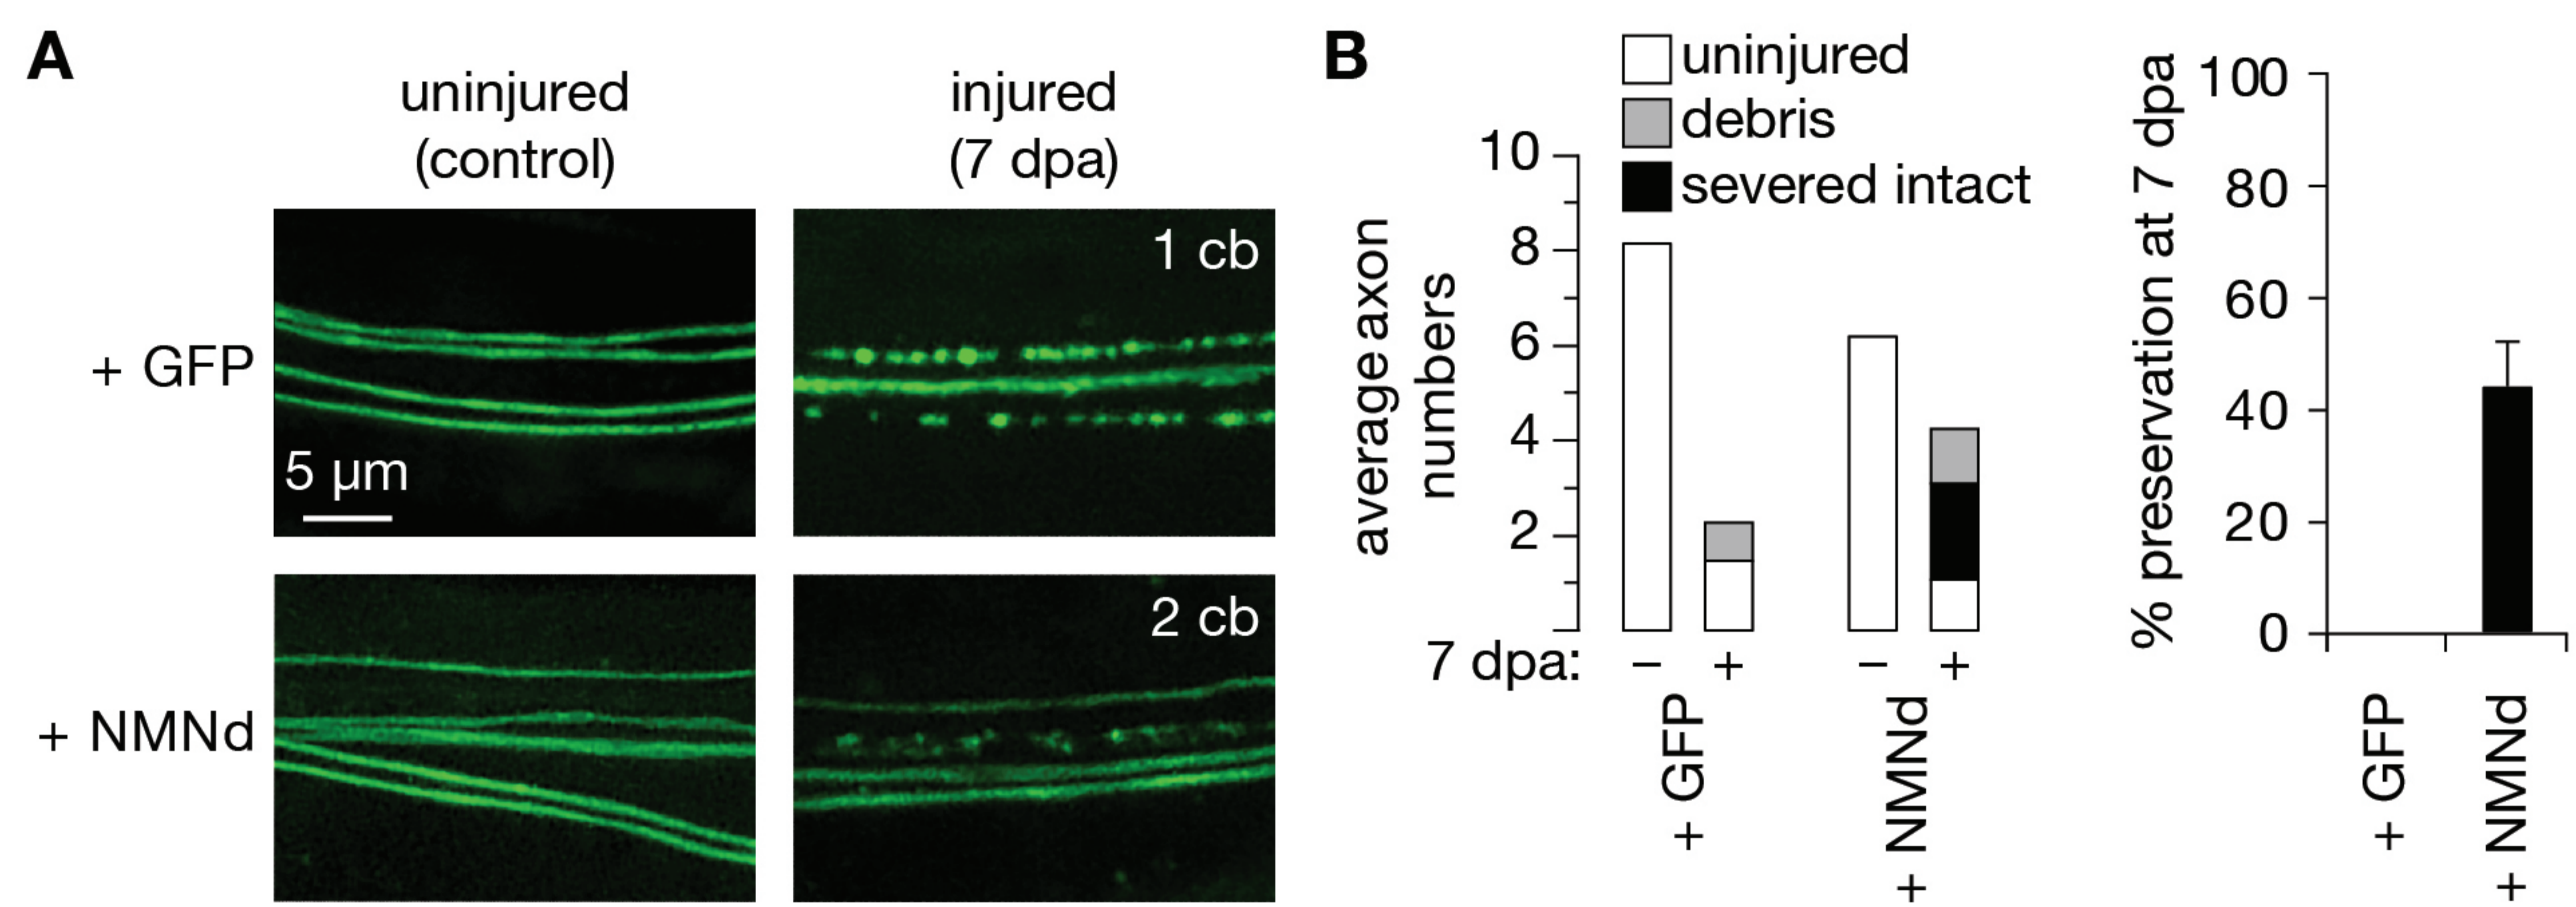 A
uninjured
(control)
injured
(7 dpa)
+ GFP
5 µm
1 cb
+ NMNd
2 cb
B
uninjured
debris
severed intact
average axon
numbers
10
8
6
4
2
7 dpa:
− + − +
+ GFP
+ NMNd
% preservation at 7 dpa
100
80
60
40
20
0
+ GFP
+ NMNd